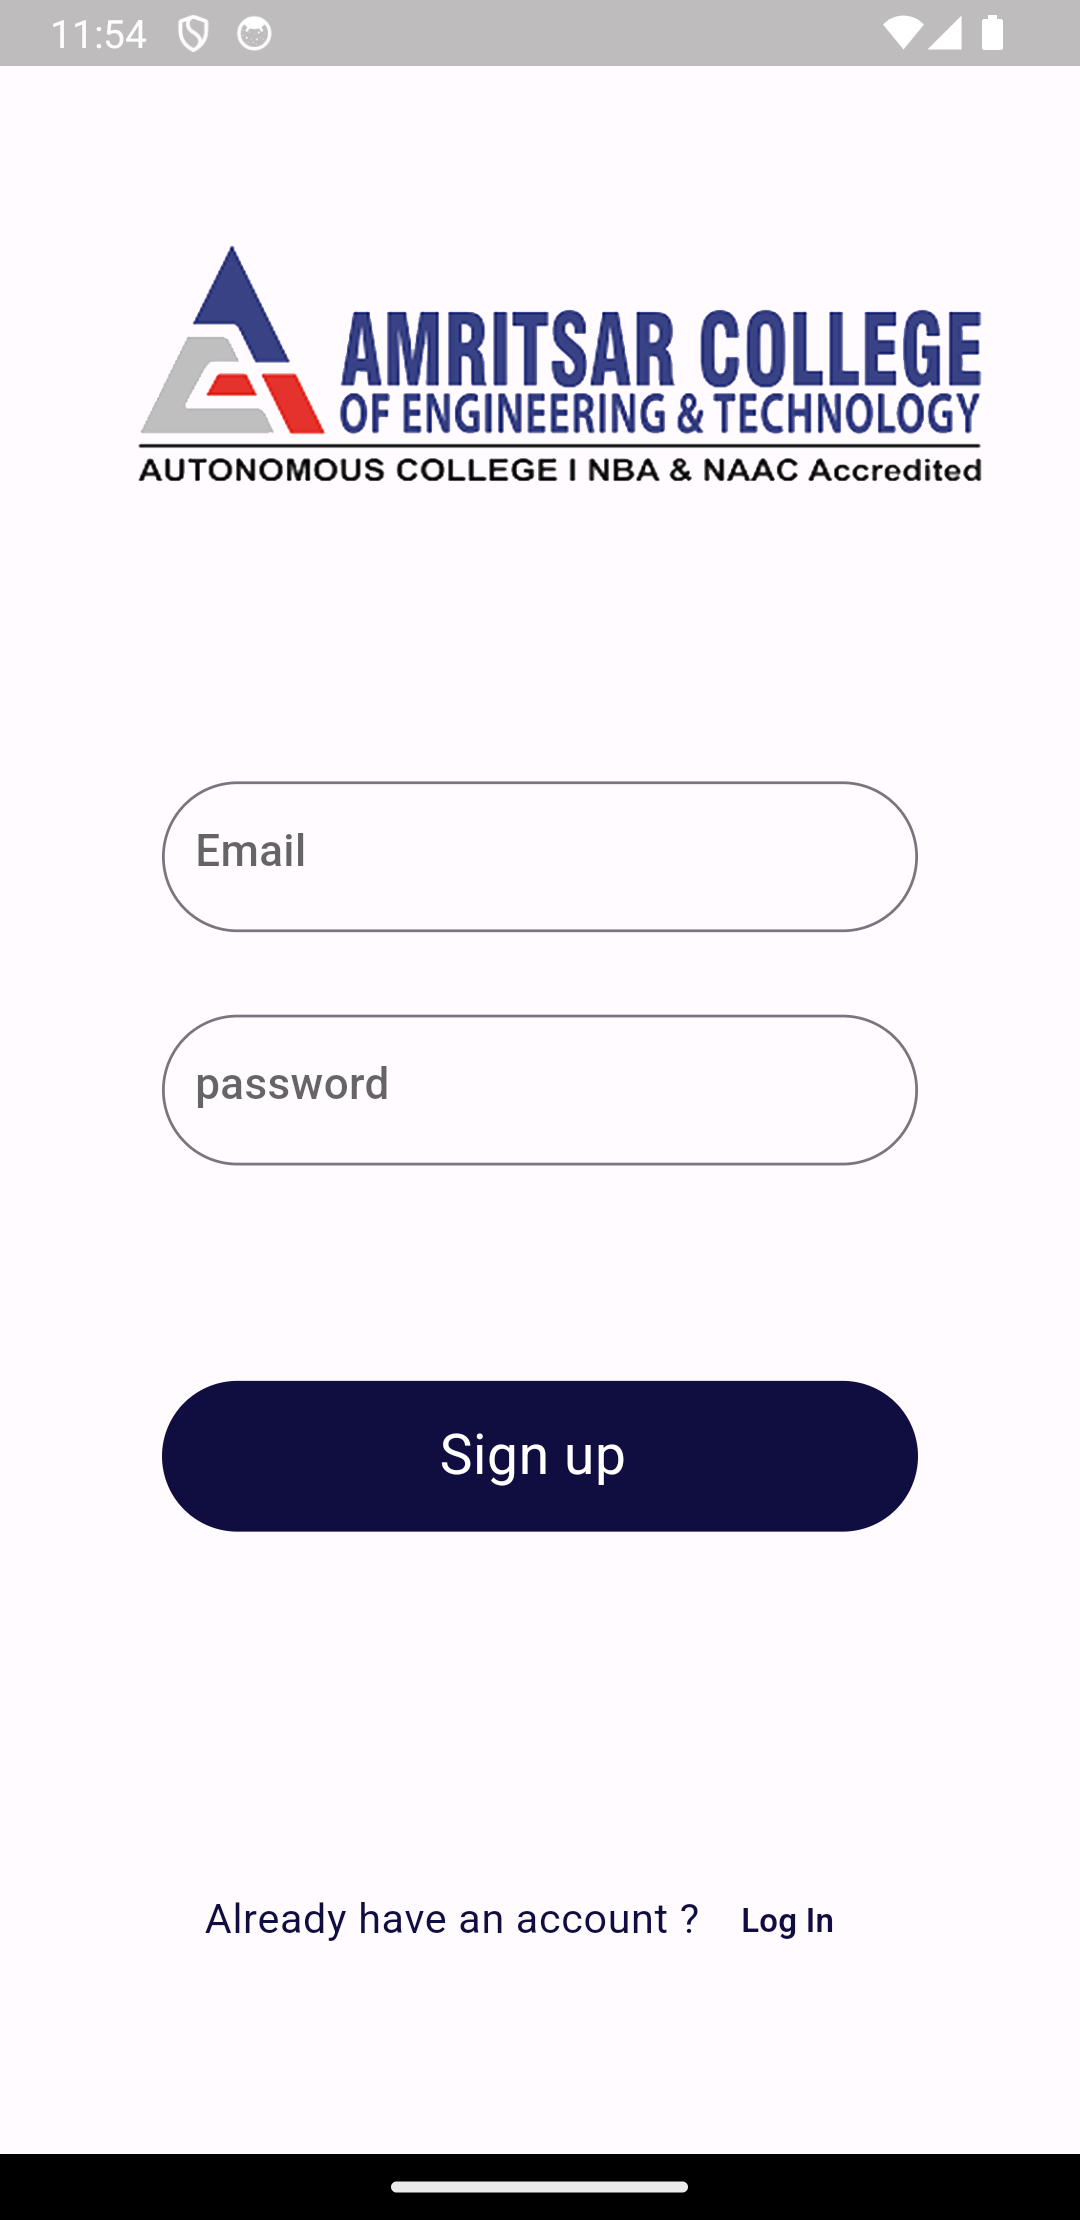 11:54
AMRITSAR COLLEGE
OF ENGINEERING & TECHNOLOGY
AUTONOMOUS COLLEGE I NBA & NAAC Accredited
Email
password
Sign up
Already have an account ? Log In